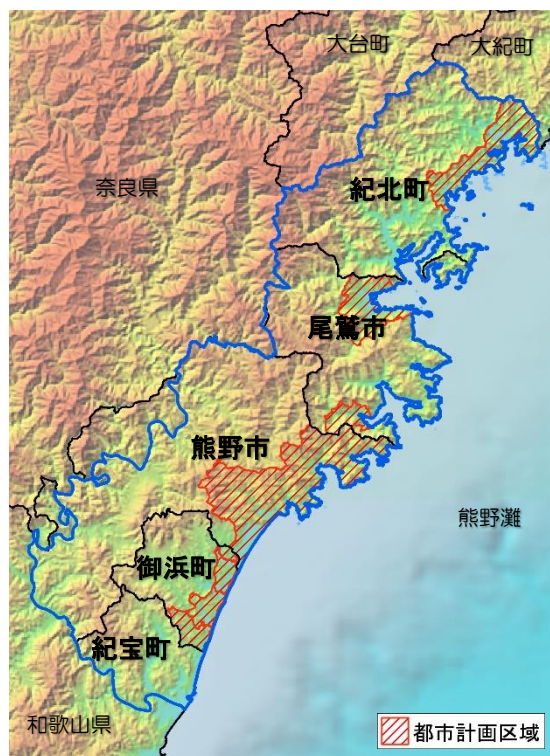 大台町
大紀町
奈良県
紀北町
尾鷲市
熊野市
熊野灘
御浜町
紀宝町
和歌山県
都市計画区域